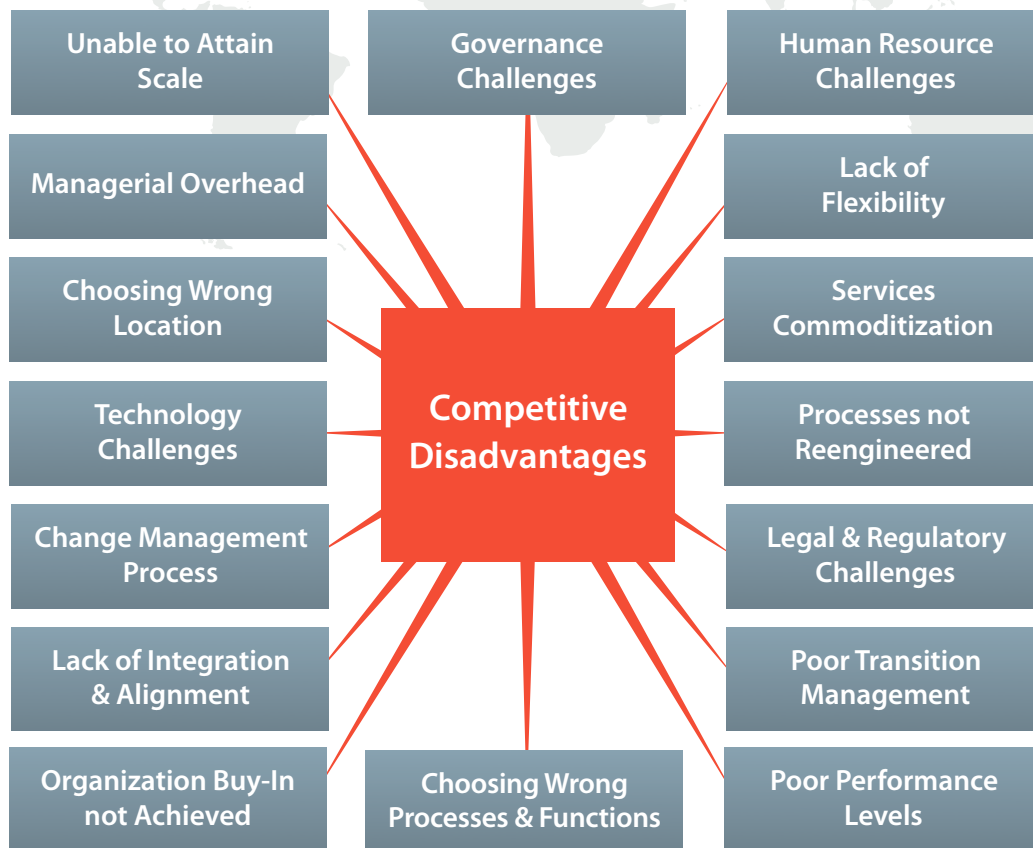 Unable to Attain
Scale
Governance
Challenges
Human Resource
Challenges
Managerial Overhead
Lack of
Flexibility
Choosing Wrong
Location
Services
Commoditization
Competitive
Disadvantages
Technology
Challenges
Processes not
Reengineered
Change Management
Process
Legal & Regulatory
Challenges
Lack of Integration
& Alignment
Poor Transition
Management
Organization Buy-In
not Achieved
Choosing Wrong
Processes & Functions
Poor Performance
Levels